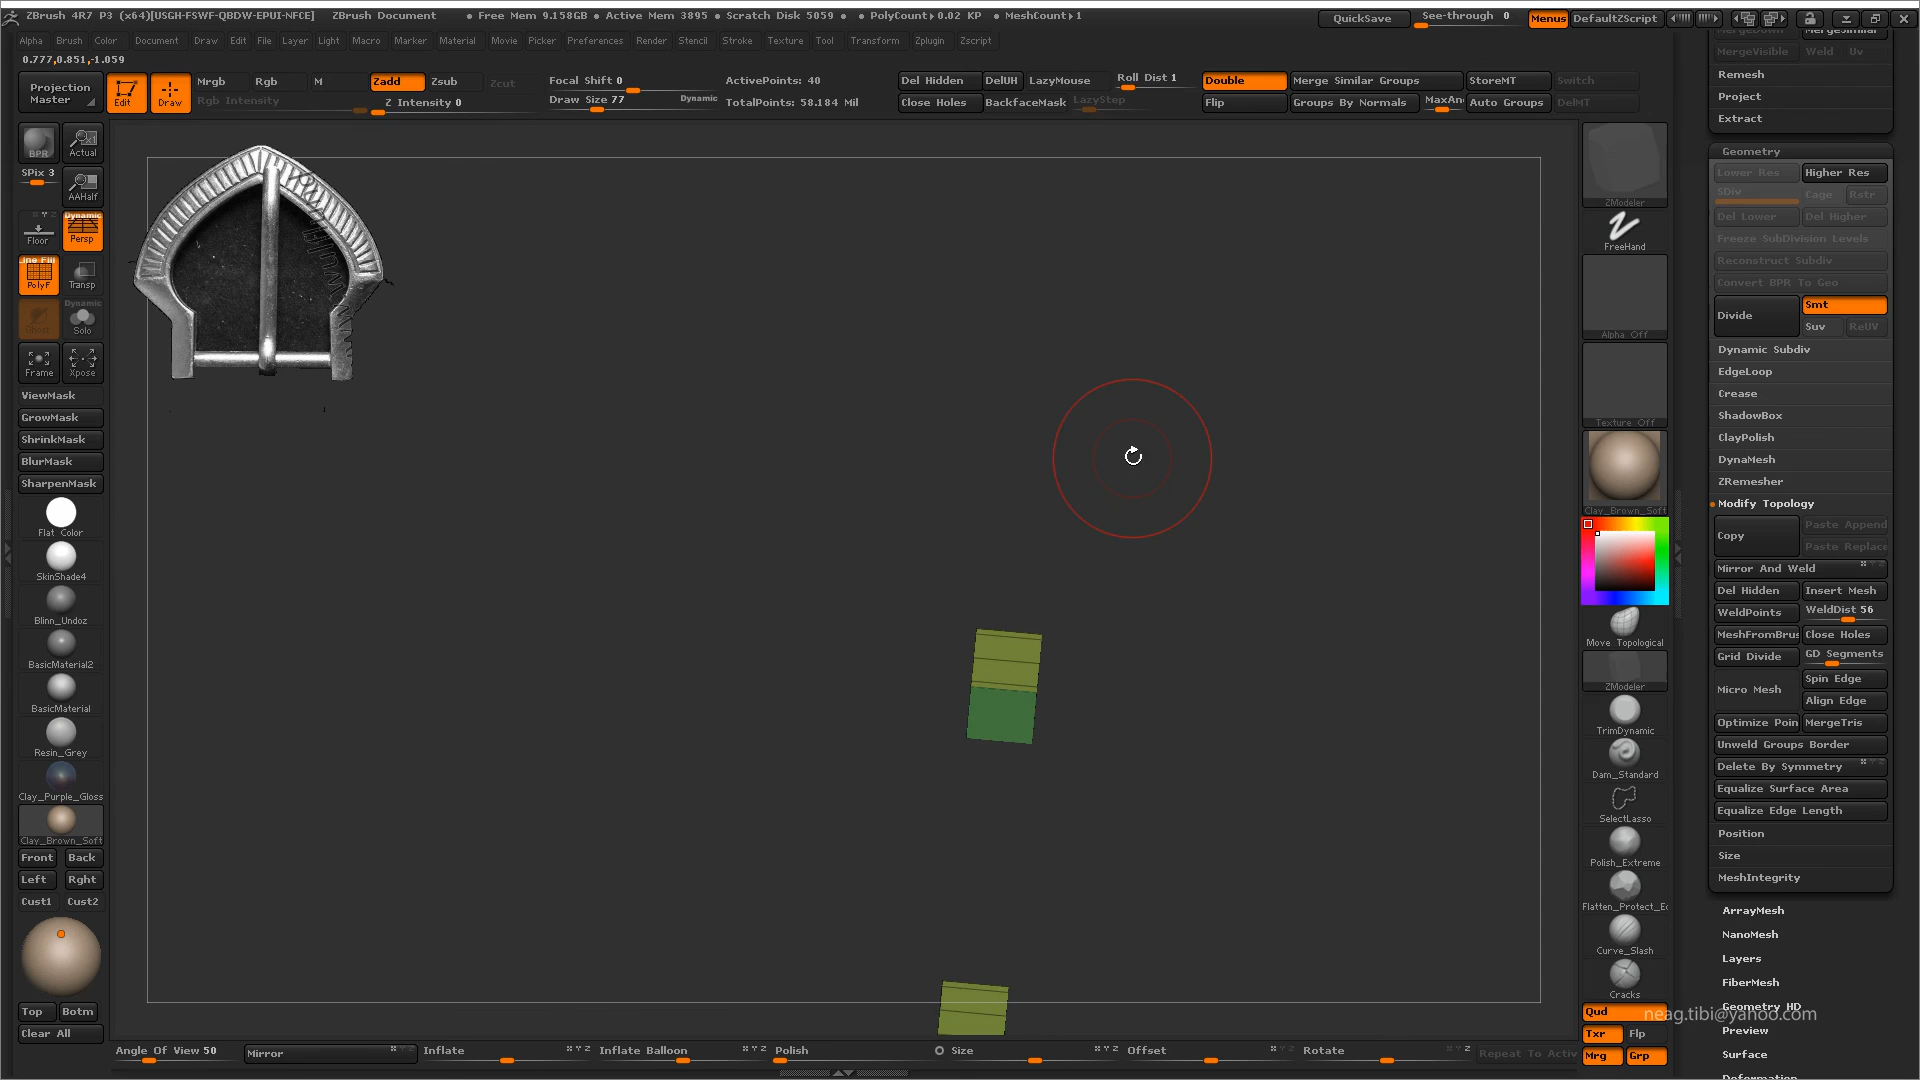 ZBrush 4R7 P3 (x64)[USGH-FSWF-QBDW-EPUI-NFCE] ZBrush Document • Free Mem 9.158GB • Active Mem 3895 • Scratch Disk 5059 • • PolyCount▸0.02 KP • MeshCount▸1 QuickSave See-through 0 Menus DefaultZScript
Alpha Brush Color Document Draw Edit File Layer Light Macro Marker Material Movie Picker Preferences Render Stencil Stroke Texture Tool Transform Zplugin Zscript
0.777,0.851,-1.059
Projection Master
Edit
Draw
Mrgb Rgb M
Rgb Intensity
Zadd Zsub Zcut
Z Intensity 0
Focal Shift 0
Draw Size 77 Dynamic
ActivePoints: 40
TotalPoints: 58.184 Mil
Del Hidden DelUH LazyMouse Roll Dist 1
Close Holes BackfaceMask LazyStep
Double Merge Similar Groups StoreMT Switch
Flip Groups By Normals MaxAn Auto Groups DelMT
BPR Actual
SPix 3 AAHalf
Floor Dynamic Persp
Line Fill PolyF Transp
Ghost Dynamic Solo
Frame Xpose
ViewMask
GrowMask
ShrinkMask
BlurMask
SharpenMask
Flat Color
SkinShade4
Blinn_Undoz
BasicMaterial2
BasicMaterial
Resin_Grey
Clay_Purple_Gloss
Clay_Brown_Soft
Front Back
Left Rght
Cust1 Cust2
Top Botm
Clear All
Angle Of View 50 Mirror Inflate Inflate Balloon Polish Size Offset Rotate Repeat To Activ
ZModeler
FreeHand
Alpha Off
Texture Off
Clay_Brown_Soft
Move Topological
ZModeler
TrimDynamic
Dam_Standard
SelectLasso
Polish_Extreme
Flatten_Protect_Ec
Curve_Slash
Cracks
Qud
Txr Flp
Mrg Grp
MergeDown MergeSimilar
MergeVisible Weld Uv
Remesh
Project
Extract
Geometry
Lower Res Higher Res
SDiv Cage Rstr
Del Lower Del Higher
Freeze SubDivision Levels
Reconstruct Subdiv
Convert BPR To Geo
Divide Smt
Suv ReUV
Dynamic Subdiv
EdgeLoop
Crease
ShadowBox
ClayPolish
DynaMesh
ZRemesher
Modify Topology
Copy Paste Append
Paste Replace
Mirror And Weld
Del Hidden Insert Mesh
WeldPoints WeldDist 56
MeshFromBrus Close Holes
Grid Divide GD Segments
Micro Mesh Spin Edge
Align Edge
Optimize Poin MergeTris
Unweld Groups Border
Delete By Symmetry
Equalize Surface Area
Equalize Edge Length
Position
Size
MeshIntegrity
ArrayMesh
NanoMesh
Layers
FiberMesh
Geometry HD
neag.tibi@yahoo.com
Preview
Surface
Deformation